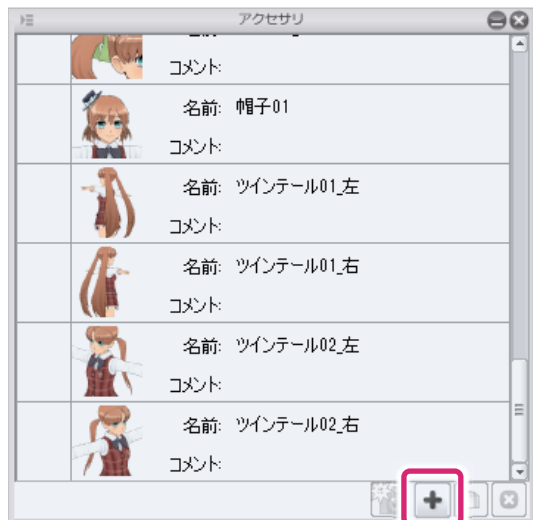 アクセサリ
コメント:
名前: 帽子01
コメント:
名前: ツインテール01_左
コメント:
名前: ツインテール01_右
コメント:
名前: ツインテール02_左
コメント:
名前: ツインテール02_右
コメント: